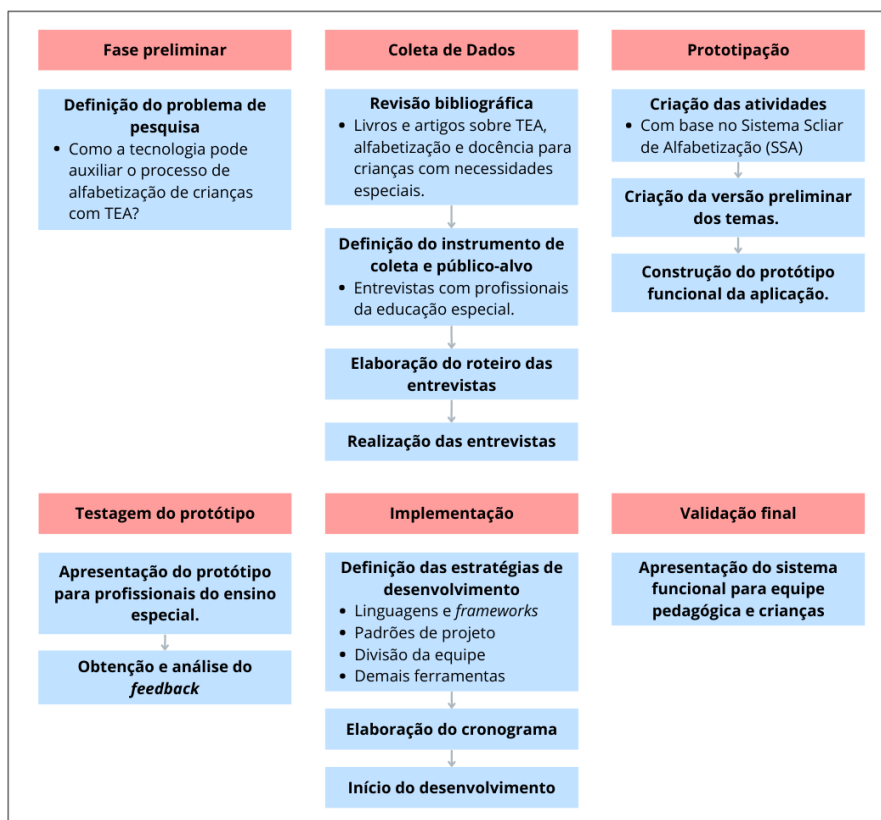 Fase preliminar
Definição do problema de
pesquisa
• Como a tecnologia pode
auxiliar o processo de
alfabetização de crianças
com TEA?
Coleta de Dados
Revisão bibliográfica
• Livros e artigos sobre TEA,
alfabetização e docência para
crianças com necessidades
especiais.
Definição do instrumento de
coleta e público-alvo
• Entrevistas com profissionais
da educação especial.
Elaboração do roteiro das
entrevistas
Realização das entrevistas
Prototipação
Criação das atividades
• Com base no Sistema Scliar
de Alfabetização (SSA)
Criação da versão preliminar
dos temas.
Construção do protótipo
funcional da aplicação.
Testagem do protótipo
Apresentação do protótipo
para profissionais do ensino
especial.
Obtenção e análise do
feedback
Implementação
Definição das estratégias de
desenvolvimento
• Linguagens e frameworks
• Padrões de projeto
• Divisão da equipe
• Demais ferramentas
Elaboração do cronograma
Início do desenvolvimento
Validação final
Apresentação do sistema
funcional para equipe
pedagógica e crianças